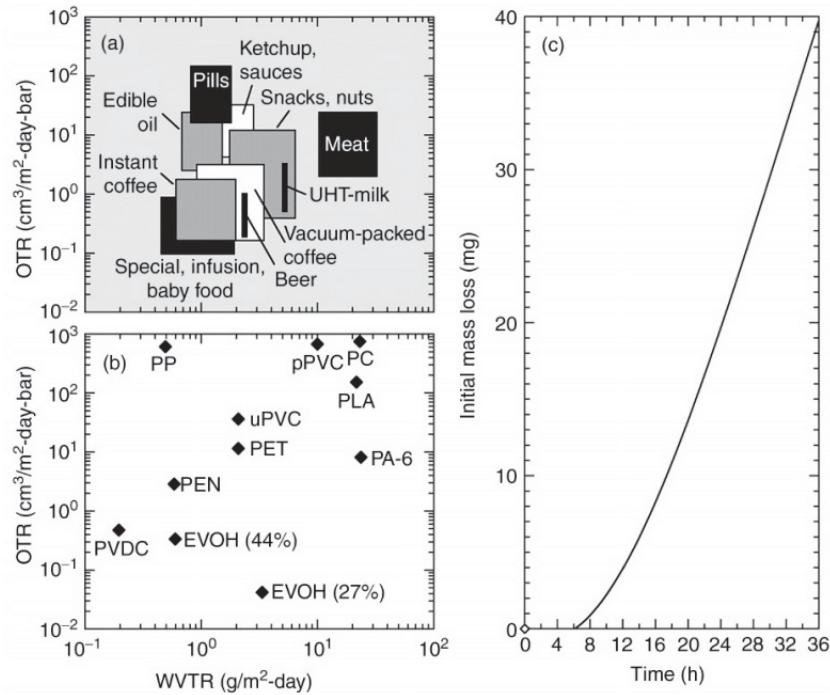 (a)
OTR (cm³/m²-day-bar)
10³
10²
10¹
10⁰
10⁻¹
10⁻²
Pills
Ketchup,
sauces
Snacks, nuts
Edible
oil
Meat
Instant
coffee
UHT-milk
Vacuum-packed
coffee
Beer
Special, infusion,
baby food
(b)
OTR (cm³/m²-day-bar)
10³
10²
10¹
10⁰
10⁻¹
10⁻²
PP
pPVC
PC
PLA
uPVC
PET
PA-6
PEN
PVDC
EVOH (44%)
EVOH (27%)
10⁻¹
10⁰
10¹
10²
WVTR (g/m²-day)
(c)
Initial mass loss (mg)
40
40
20
40
0
0 4 8 12 16 20 24 28 32 36
Time (h)